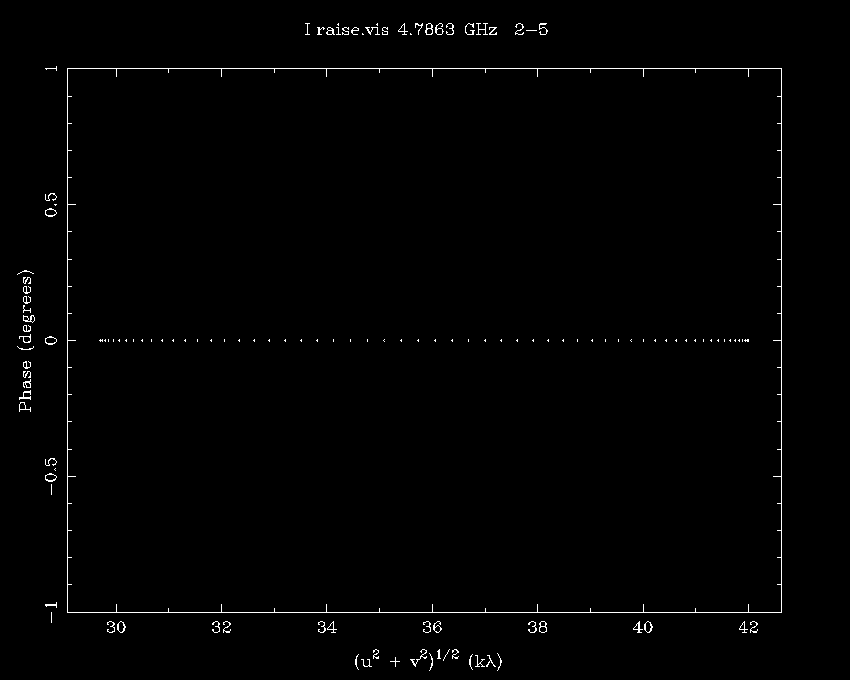 I raise.vis 4.7863 GHz 2−5
1
0.5
0
−0.5
−1
Phase (degrees)
30 32 34 36 38 40 42
(u² + v²)^1/2 (kλ)